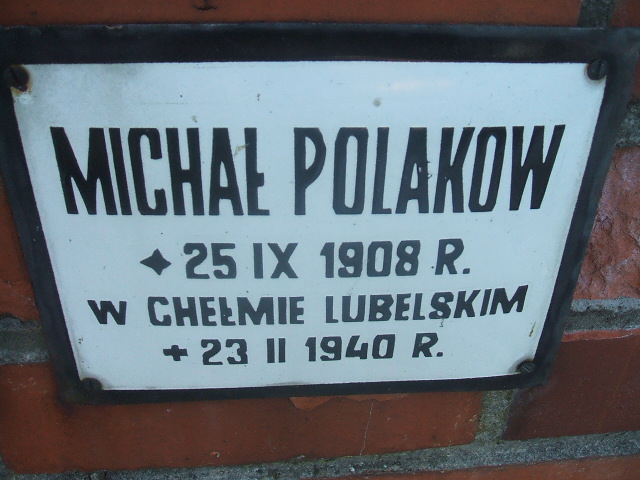 MICHAŁ POLAKOW
✦ 25 IX 1908 R.
W CHEŁMIE LUBELSKIM
+ 23 II 1940 R.